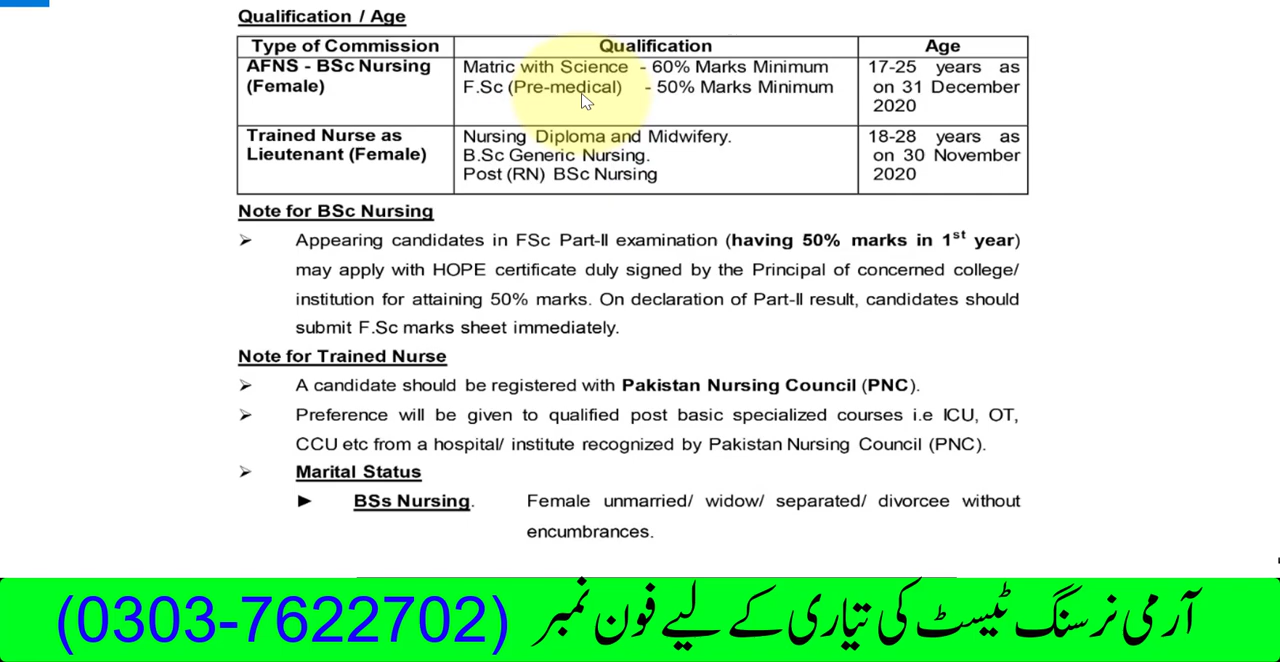 Qualification / Age
Type of Commission Qualification Age
AFNS - BSc Nursing (Female)
Matric with Science - 60% Marks Minimum
F.Sc (Pre-medical) - 50% Marks Minimum
17-25 years as on 31 December 2020
Trained Nurse as Lieutenant (Female)
Nursing Diploma and Midwifery.
B.Sc Generic Nursing.
Post (RN) BSc Nursing
18-28 years as on 30 November 2020
Note for BSc Nursing
➢ Appearing candidates in FSc Part-II examination (having 50% marks in 1st year)
may apply with HOPE certificate duly signed by the Principal of concerned college/
institution for attaining 50% marks. On declaration of Part-II result, candidates should
submit F.Sc marks sheet immediately.
Note for Trained Nurse
➢ A candidate should be registered with Pakistan Nursing Council (PNC).
➢ Preference will be given to qualified post basic specialized courses i.e ICU, OT,
CCU etc from a hospital/ institute recognized by Pakistan Nursing Council (PNC).
➢ Marital Status
► BSs Nursing. Female unmarried/ widow/ separated/ divorcee without
encumbrances.
آرمی نرسنگ ٹیسٹ کی تیاری کے لیے فون نمبر (0303-7622702)